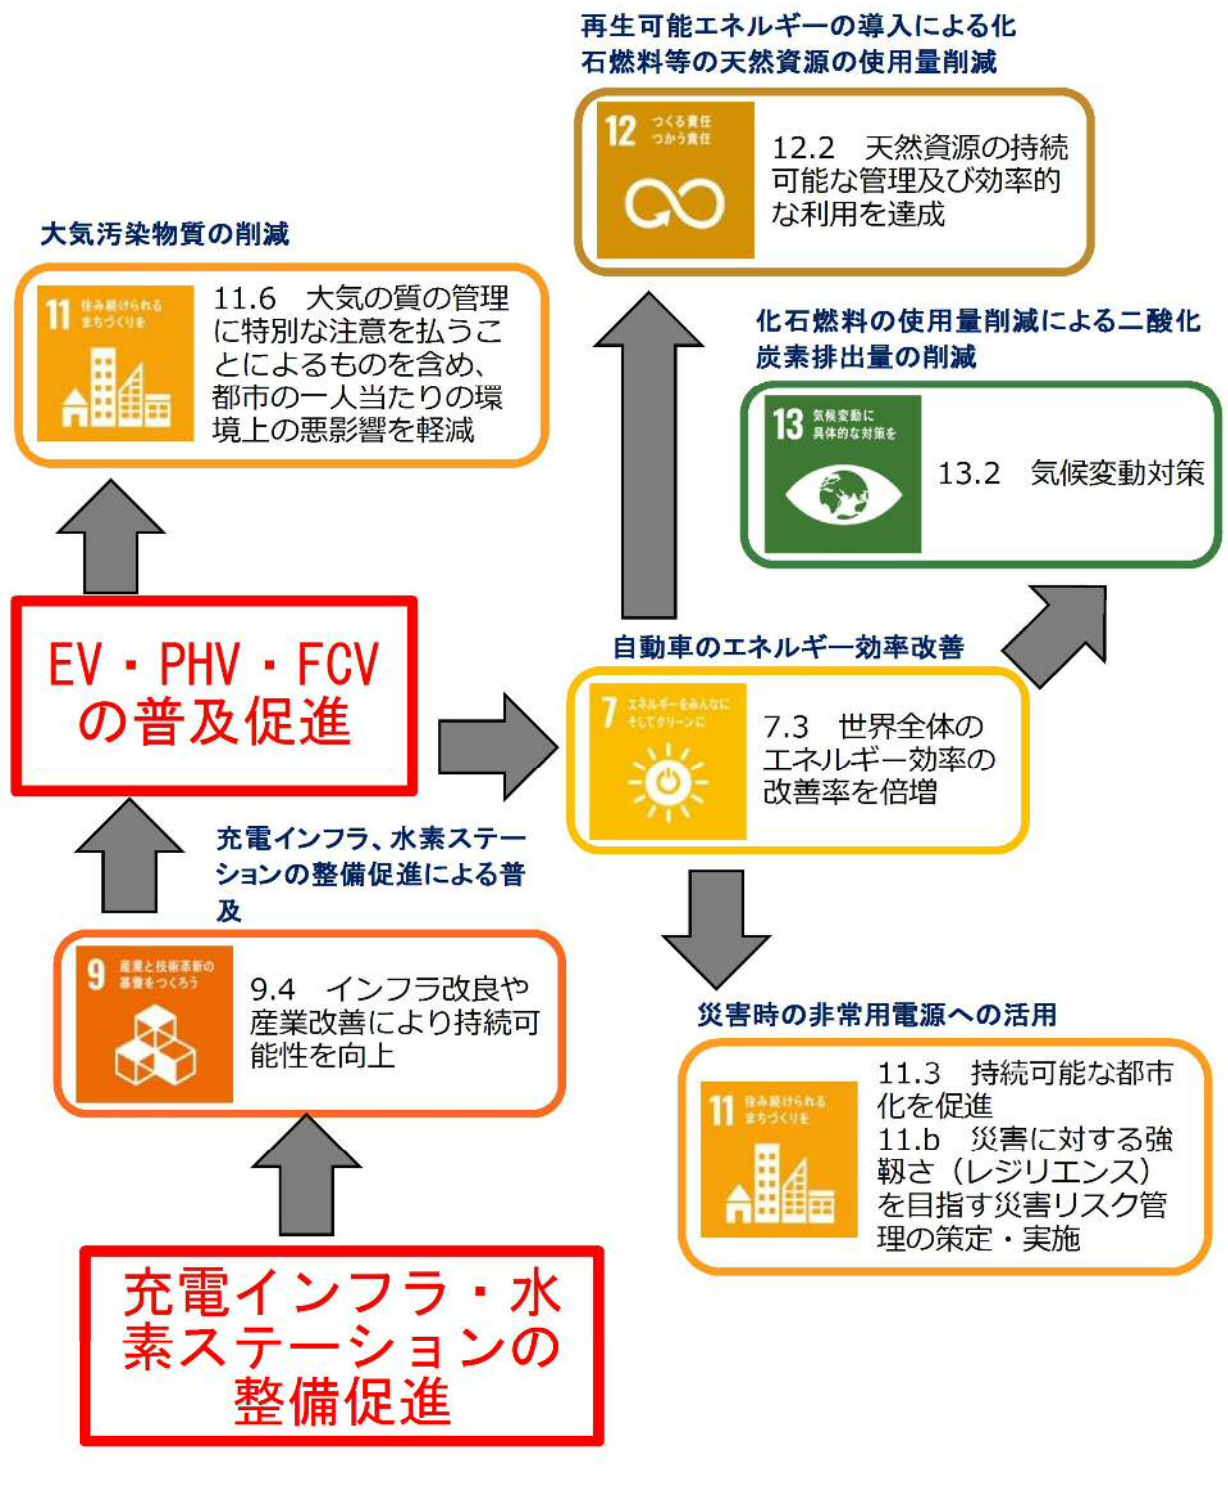 再生可能エネルギーの導入による化
石燃料等の天然資源の使用量削減
12 つくる責任
つかう責任
12.2　天然資源の持続
可能な管理及び効率的
な利用を達成
大気汚染物質の削減
11 住み続けられる
まちづくりを
11.6　大気の質の管理
に特別な注意を払うこ
とによるものを含め、
都市の一人当たりの環
境上の悪影響を軽減
化石燃料の使用量削減による二酸化
炭素排出量の削減
13 気候変動に
具体的な対策を
13.2　気候変動対策
EV・PHV・FCV
の普及促進
自動車のエネルギー効率改善
7 エネルギーをみんなに
そしてクリーンに
7.3　世界全体の
エネルギー効率の
改善率を倍増
充電インフラ、水素ステー
ションの整備促進による普
及
9 産業と技術革新の
基盤をつくろう
9.4　インフラ改良や
産業改善により持続可
能性を向上
災害時の非常用電源への活用
11 住み続けられる
まちづくりを
11.3　持続可能な都市
化を促進
11.b　災害に対する強
靱さ（レジリエンス）
を目指す災害リスク管
理の策定・実施
充電インフラ・水
素ステーションの
整備促進